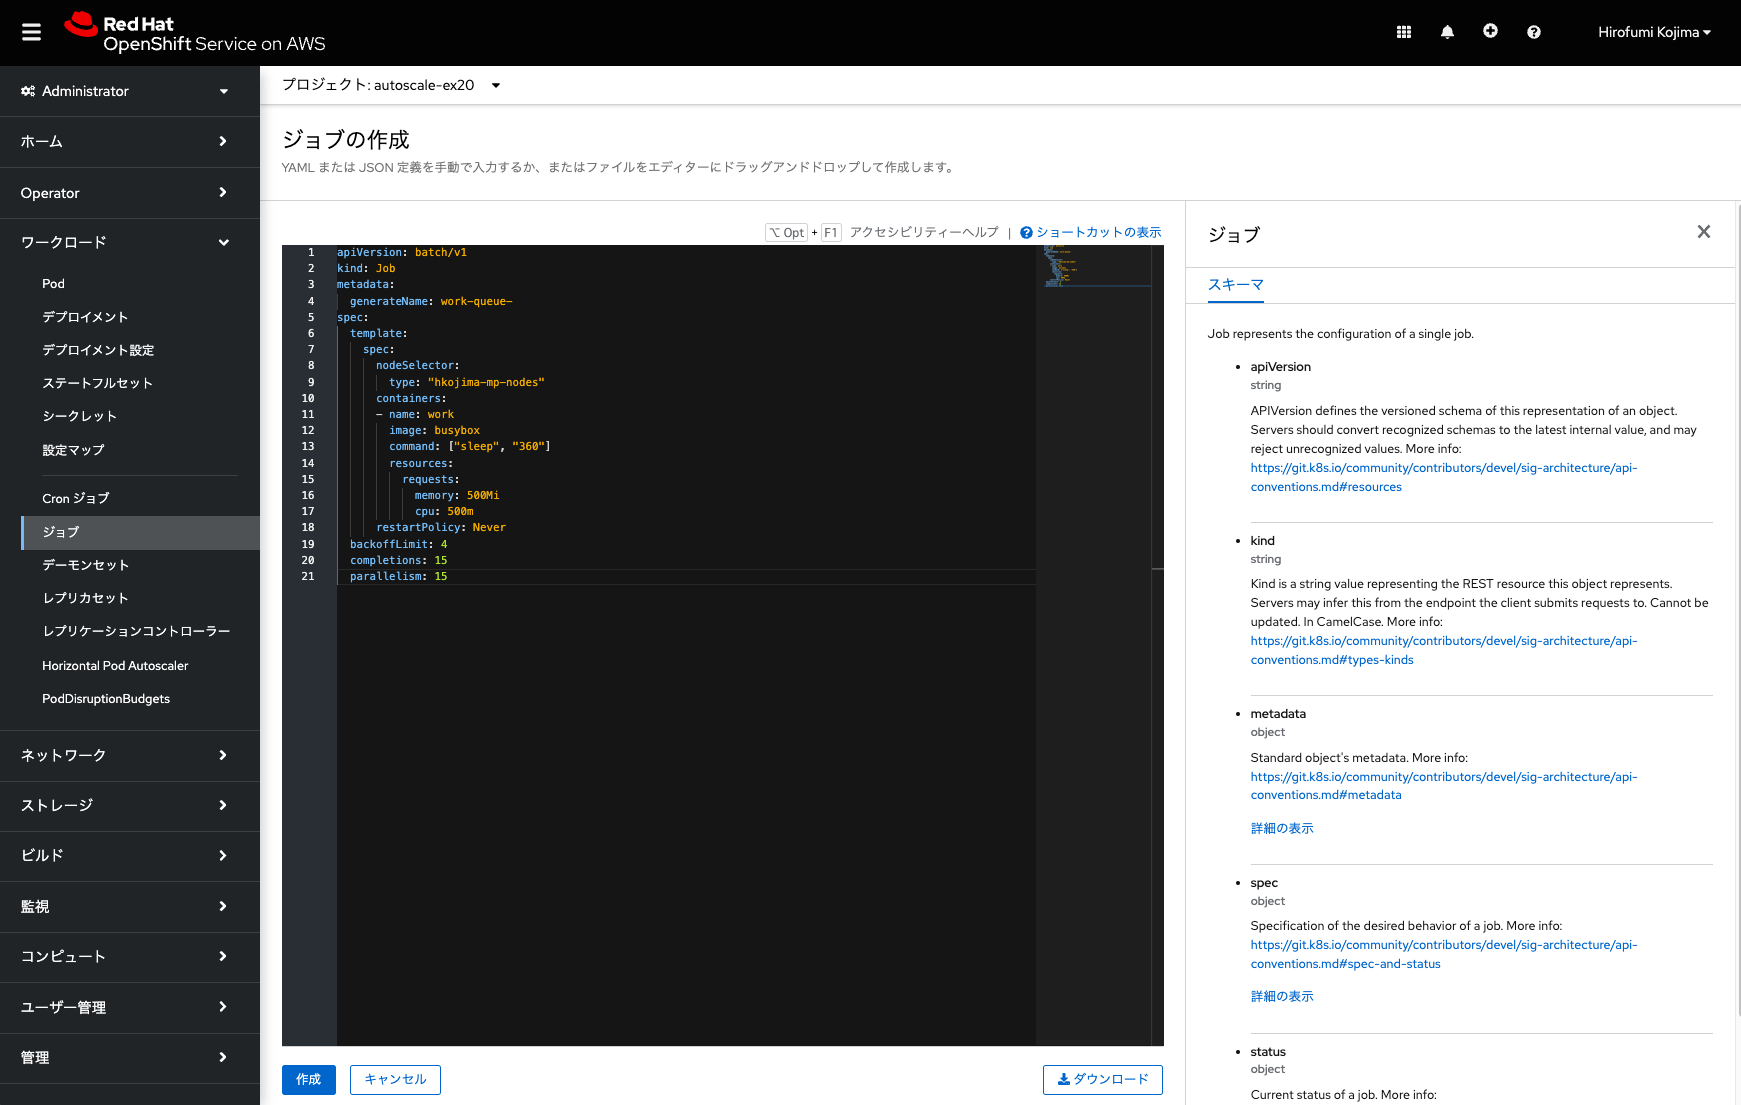 Red Hat
OpenShift Service on AWS
Hirofumi Kojima
Administrator
ホーム
Operator
ワークロード
Pod
デプロイメント
デプロイメント設定
ステートフルセット
シークレット
設定マップ
Cron ジョブ
ジョブ
デーモンセット
レプリカセット
レプリケーションコントローラー
Horizontal Pod Autoscaler
PodDisruptionBudgets
ネットワーク
ストレージ
ビルド
監視
コンピュート
ユーザー管理
管理
プロジェクト: autoscale-ex20
ジョブの作成
YAML または JSON 定義を手動で入力するか、またはファイルをエディターにドラッグアンドドロップして作成します。
⌥ Opt + F1 アクセシビリティーヘルプ | ショートカットの表示
1 apiVersion: batch/v1
2 kind: Job
3 metadata:
4   generateName: work-queue-
5 spec:
6   template:
7     spec:
8       nodeSelector:
9         type: "hkojima-mp-nodes"
10       containers:
11       - name: work
12         image: busybox
13         command: ["sleep", "360"]
14         resources:
15           requests:
16             memory: 500Mi
17             cpu: 500m
18       restartPolicy: Never
19   backoffLimit: 4
20   completions: 15
21   parallelism: 15
作成
キャンセル
ダウンロード
ジョブ
スキーマ
Job represents the configuration of a single job.
• apiVersion
string
APIVersion defines the versioned schema of this representation of an object.
Servers should convert recognized schemas to the latest internal value, and may
reject unrecognized values. More info:
https://git.k8s.io/community/contributors/devel/sig-architecture/api-
conventions.md#resources
• kind
string
Kind is a string value representing the REST resource this object represents.
Servers may infer this from the endpoint the client submits requests to. Cannot be
updated. In CamelCase. More info:
https://git.k8s.io/community/contributors/devel/sig-architecture/api-
conventions.md#types-kinds
• metadata
object
Standard object's metadata. More info:
https://git.k8s.io/community/contributors/devel/sig-architecture/api-
conventions.md#metadata
詳細の表示
• spec
object
Specification of the desired behavior of a job. More info:
https://git.k8s.io/community/contributors/devel/sig-architecture/api-
conventions.md#spec-and-status
詳細の表示
• status
object
Current status of a job. More info: